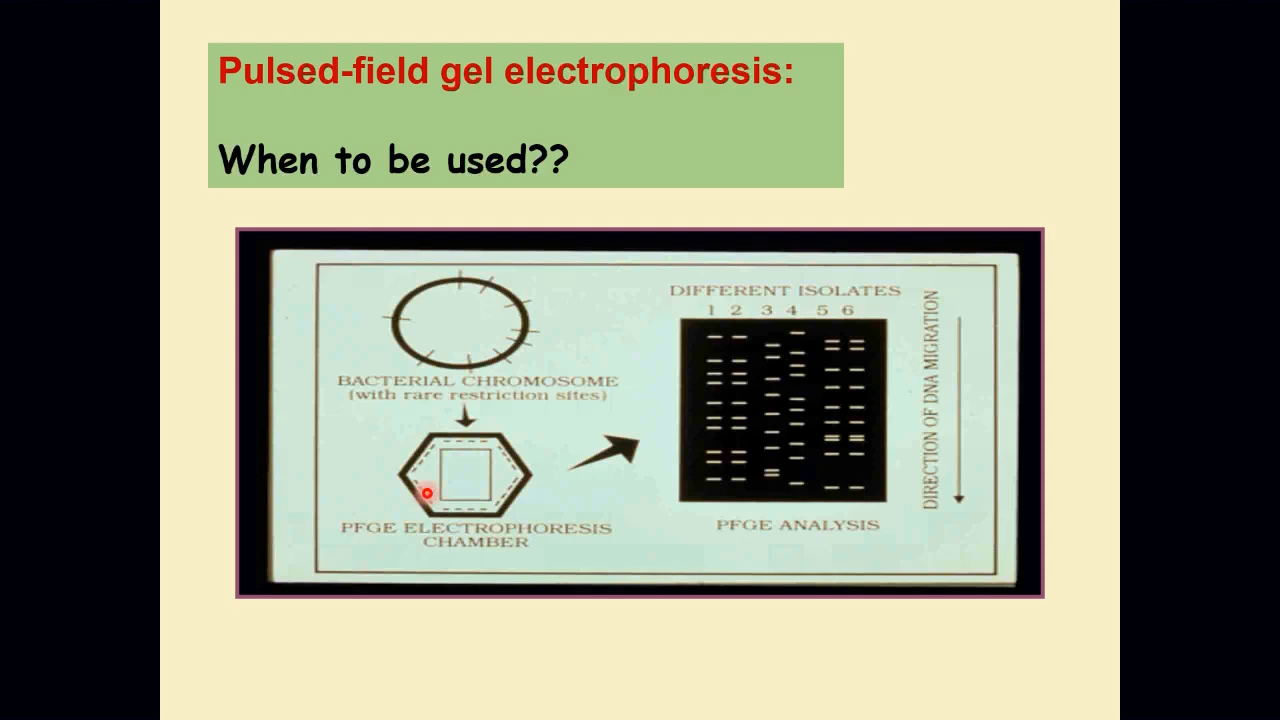 Pulsed-field gel electrophoresis:
When to be used??
BACTERIAL CHROMOSOME
(with rare restriction sites)
PFGE ELECTROPHORESIS
CHAMBER
DIFFERENT ISOLATES
1 2 3 4 5 6
PFGE ANALYSIS
DIRECTION OF DNA MIGRATION